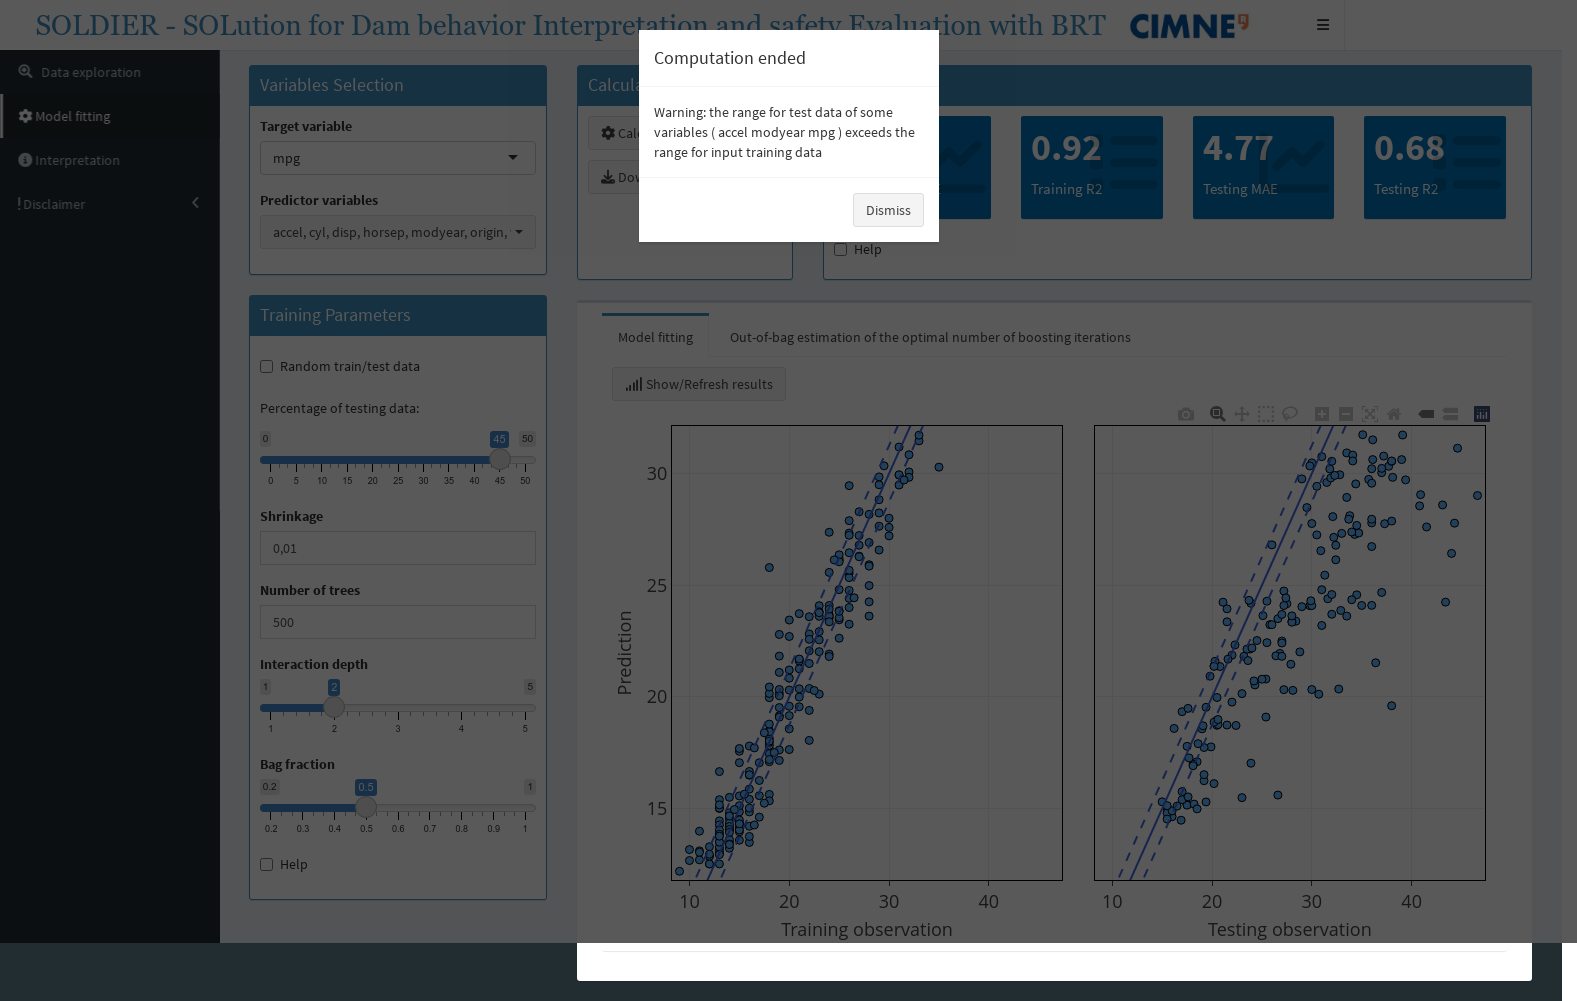 SOLDIER - SOLution for Dam behavior Interpretation and safety Evaluation with BRT
CIMNE
Data exploration
Model fitting
Interpretation
Disclaimer
Variables Selection
Target variable
mpg
Predictor variables
accel, cyl, disp, horsep, modyear, origin,
Training Parameters
Random train/test data
Percentage of testing data:
0 45 50
0 5 10 15 20 25 30 35 40 45 50
Shrinkage
0,01
Number of trees
500
Interaction depth
1 2 5
1 2 3 4 5
Bag fraction
0.2 0.5 1
0.2 0.3 0.4 0.5 0.6 0.7 0.8 0.9 1
Help
Computation ended
Warning: the range for test data of some
variables ( accel modyear mpg ) exceeds the
range for input training data
Dismiss
0.92
Training R2
4.77
Testing MAE
0.68
Testing R2
Help
Model fitting
Out-of-bag estimation of the optimal number of boosting iterations
Show/Refresh results
Prediction
30
25
20
15
10 20 30 40
Training observation
10 20 30 40
Testing observation